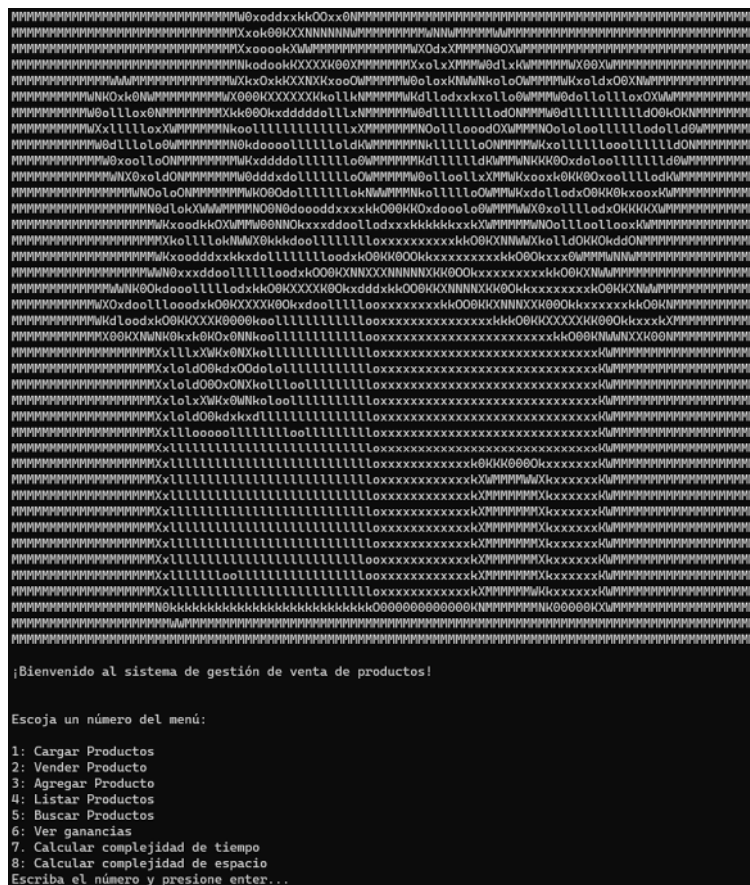 ¡Bienvenido al sistema de gestión de venta de productos!
Escoja un número del menú:
1: Cargar Productos
2: Vender Producto
3: Agregar Producto
4: Listar Productos
5: Buscar Productos
6: Ver ganancias
7. Calcular complejidad de tiempo
8: Calcular complejidad de espacio
Escriba el número y presione enter...